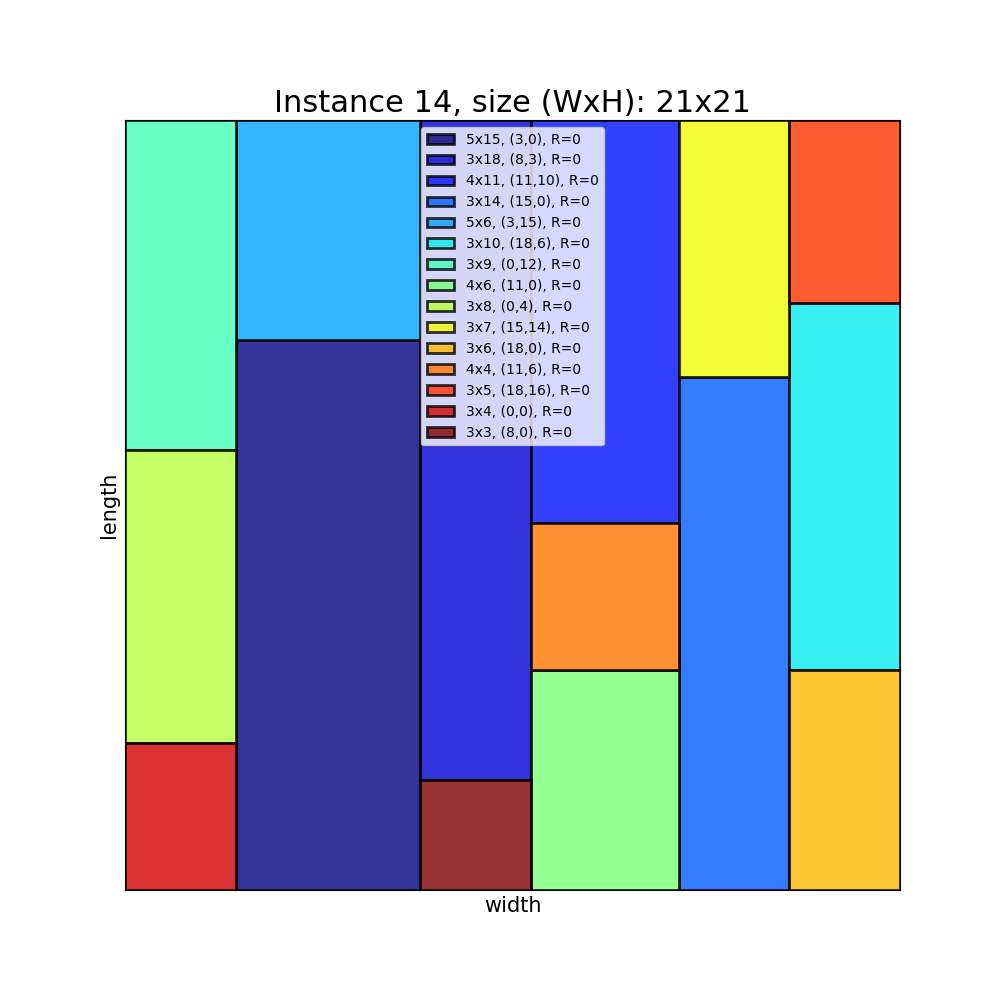 Instance 14, size (WxH): 21x21
5x15, (3,0), R=0
3x18, (8,3), R=0
4x11, (11,10), R=0
3x14, (15,0), R=0
5x6, (3,15), R=0
3x10, (18,6), R=0
3x9, (0,12), R=0
4x6, (11,0), R=0
3x8, (0,4), R=0
3x7, (15,14), R=0
3x6, (18,0), R=0
4x4, (11,6), R=0
3x5, (18,16), R=0
3x4, (0,0), R=0
3x3, (8,0), R=0
length
width